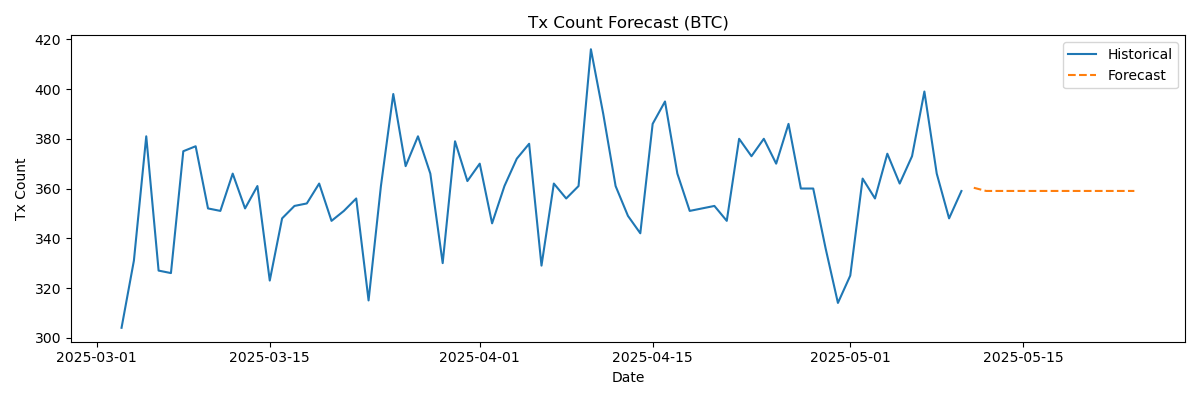 Tx Count Forecast (BTC)
420
400
380
360
340
320
300
Tx Count
Historical
Forecast
2025-03-01
2025-03-15
2025-04-01
2025-04-15
2025-05-01
2025-05-15
Date